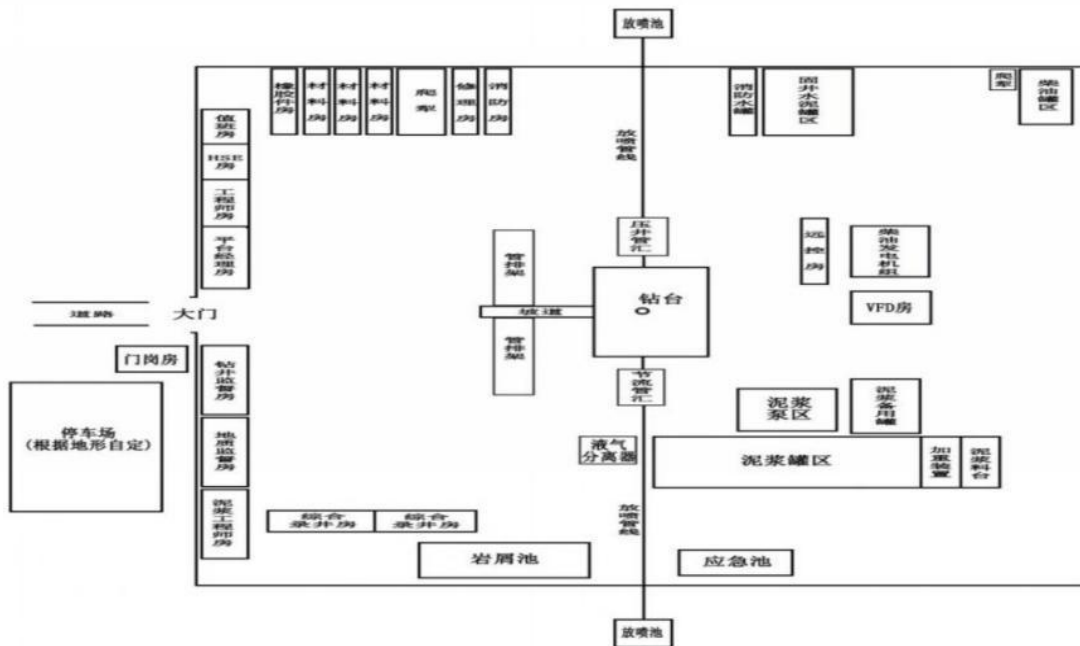 放喷池
橡胶件房
材料房
材料房
材料房
爬犁
修理房
消防房
消防水罐
固井水泥罐区
爬犁
柴油罐区
值班房
HSE房
工程师房
平台经理房
放喷管线
压井管汇
远控房
柴油发电机组
管排架
钻台
坡道
VFD房
道路
大门
管排架
门岗房
钻井监督房
节流管汇
泥浆
泵区
泥浆备用罐
停车场
(根据地形自定)
地质监督房
液气
分离器
泥浆罐区
加重装置
泥浆料台
泥浆工程师房
综合
录井房
综合
录井房
放喷管线
岩屑池
应急池
放喷池